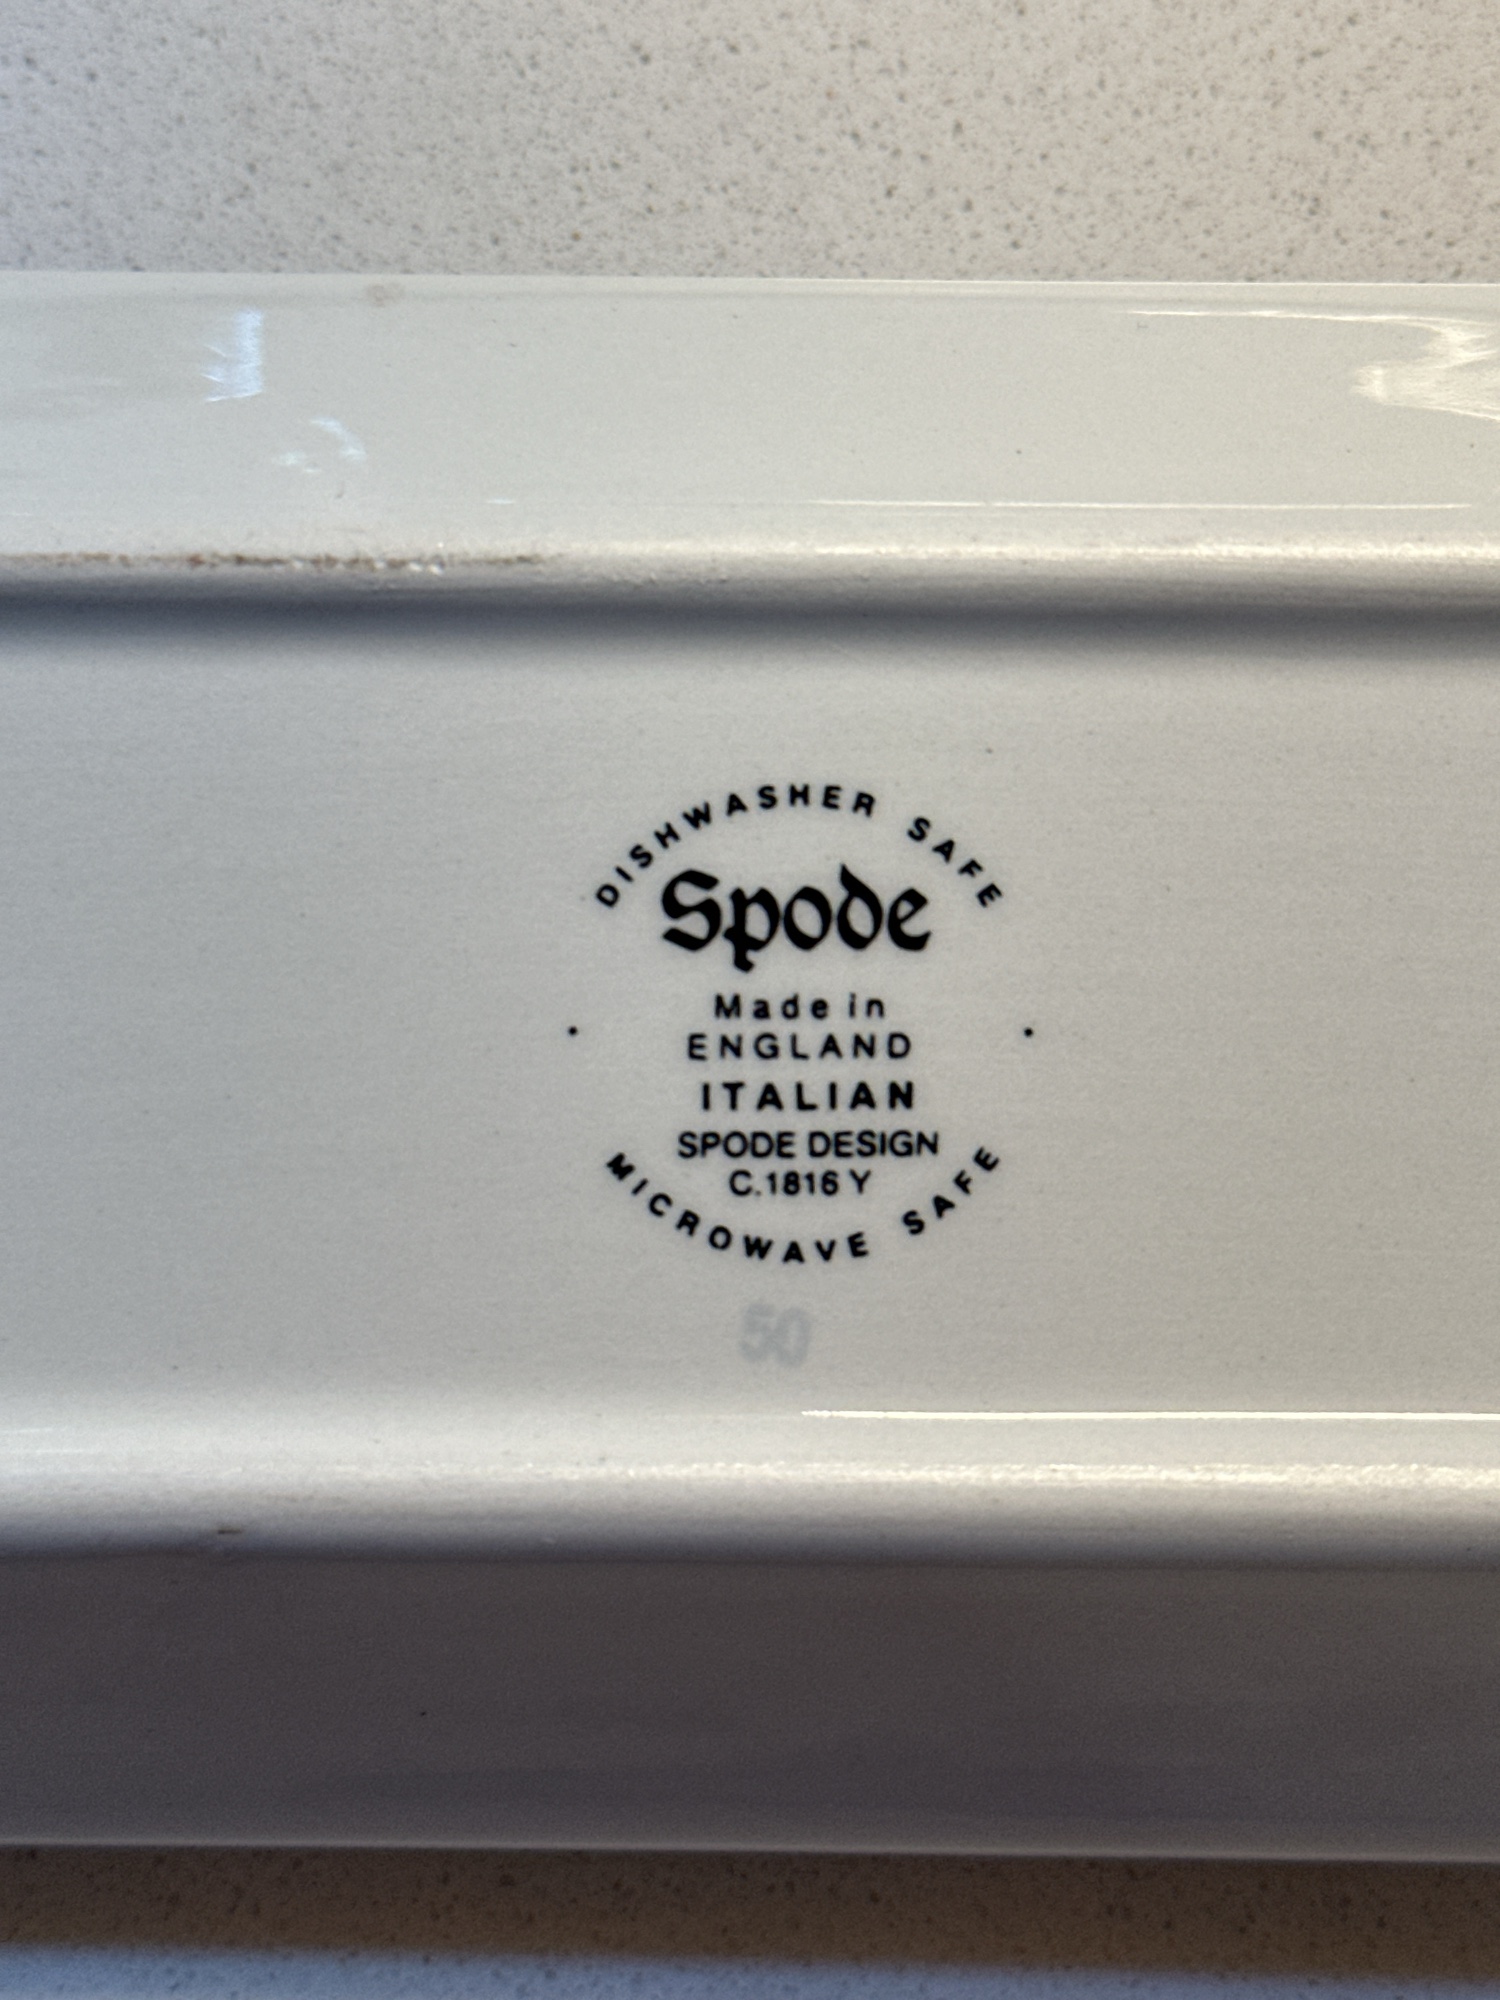 DISHWASHER SAFE
Spode
Made in
ENGLAND
ITALIAN
SPODE DESIGN
C.1816 Y
MICROWAVE SAFE
50